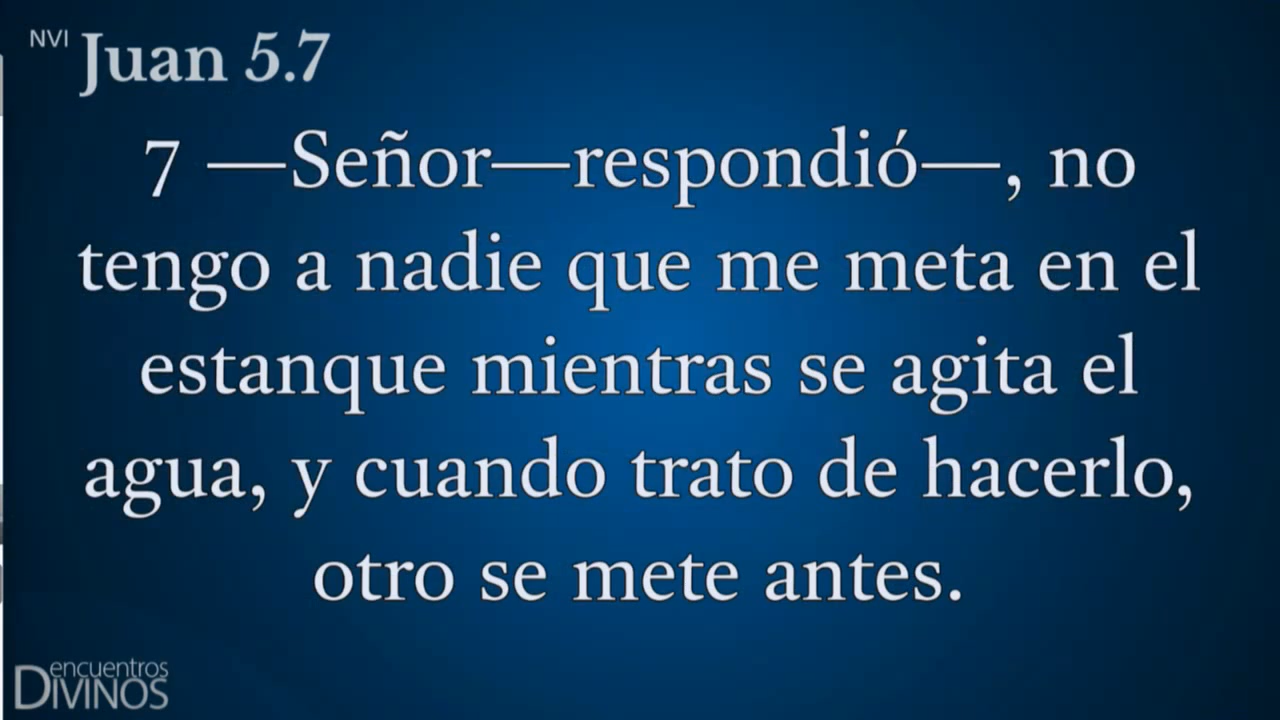 NVI Juan 5.7
7 —Señor—respondió—, no
tengo a nadie que me meta en el
estanque mientras se agita el
agua, y cuando trato de hacerlo,
otro se mete antes.
encuentros
DIVINOS